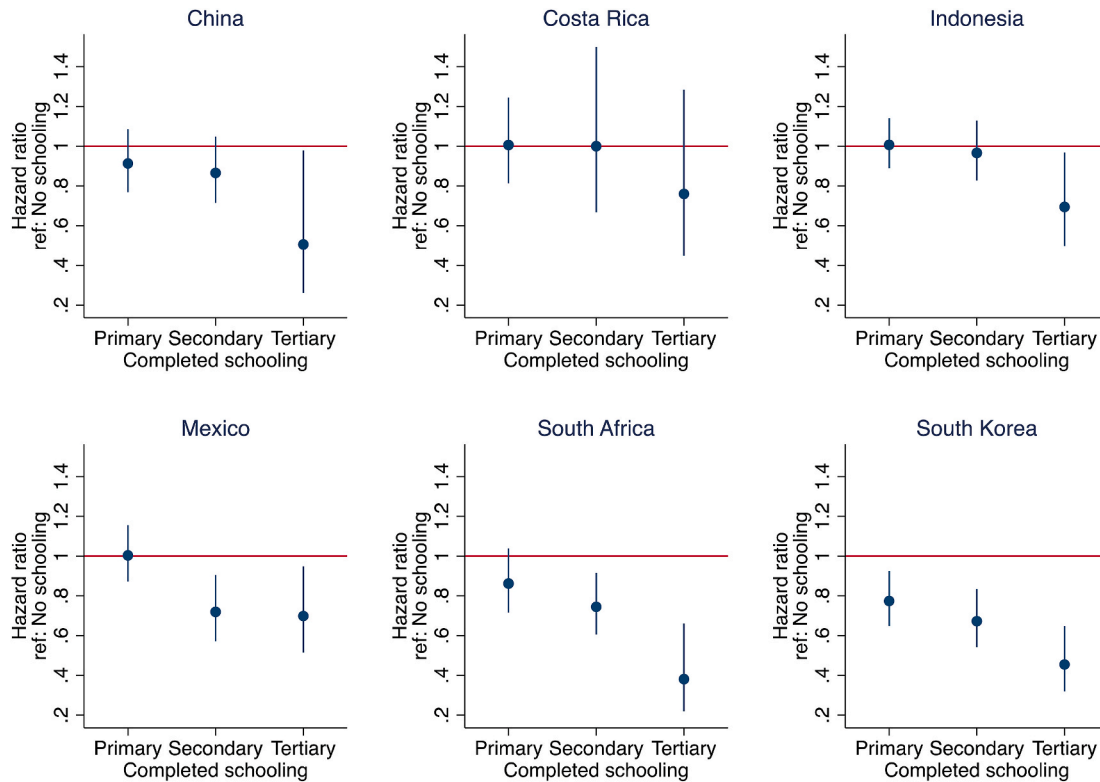 China
Hazard ratio
ref: No schooling
.2 .4 .6 .8 1 1.2 1.4
Primary Secondary Tertiary
Completed schooling
Costa Rica
Hazard ratio
ref: No schooling
.2 .4 .6 .8 1 1.2 1.4
Primary Secondary Tertiary
Completed schooling
Indonesia
Hazard ratio
ref: No schooling
.2 .4 .6 .8 1 1.2 1.4
Primary Secondary Tertiary
Completed schooling
Mexico
Hazard ratio
ref: No schooling
.2 .4 .6 .8 1 1.2 1.4
Primary Secondary Tertiary
Completed schooling
South Africa
Hazard ratio
ref: No schooling
.2 .4 .6 .8 1 1.2 1.4
Primary Secondary Tertiary
Completed schooling
South Korea
Hazard ratio
ref: No schooling
.2 .4 .6 .8 1 1.2 1.4
Primary Secondary Tertiary
Completed schooling